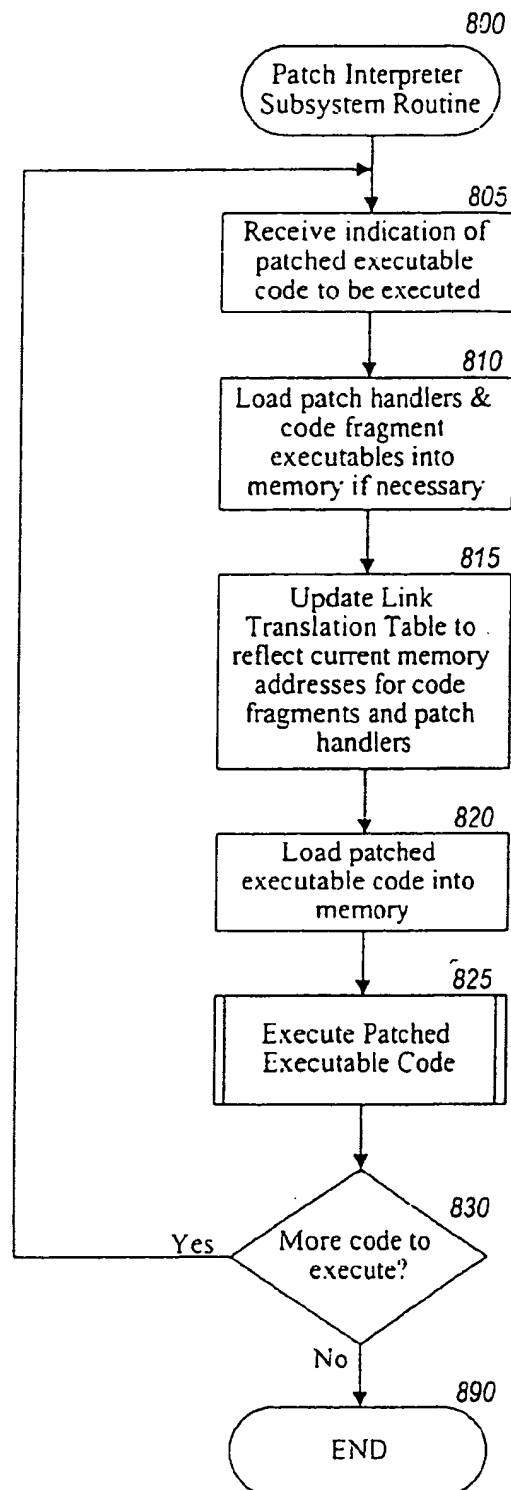 800
Patch Interpreter
Subsystem Routine
805
Receive indication of
patched executable
code to be executed
810
Load patch handlers &
code fragment
executables into
memory if necessary
815
Update Link
Translation Table to
reflect current memory
addresses for code
fragments and patch
handlers
820
Load patched
executable code into
memory
825
Execute Patched
Executable Code
830
Yes
More code to
execute?
No
890
END